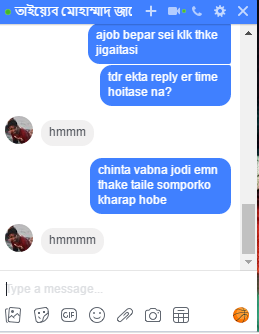 তাইয়্যেব মোহাম্মাদ জ্বা
ajob bepar sei klk thke
jigaitasi
tdr ekta reply er time
hoitase na?
hmmm
chinta vabna jodi emn
thake taile somporko
kharap hobe
hmmmm
Type a message...
GIF